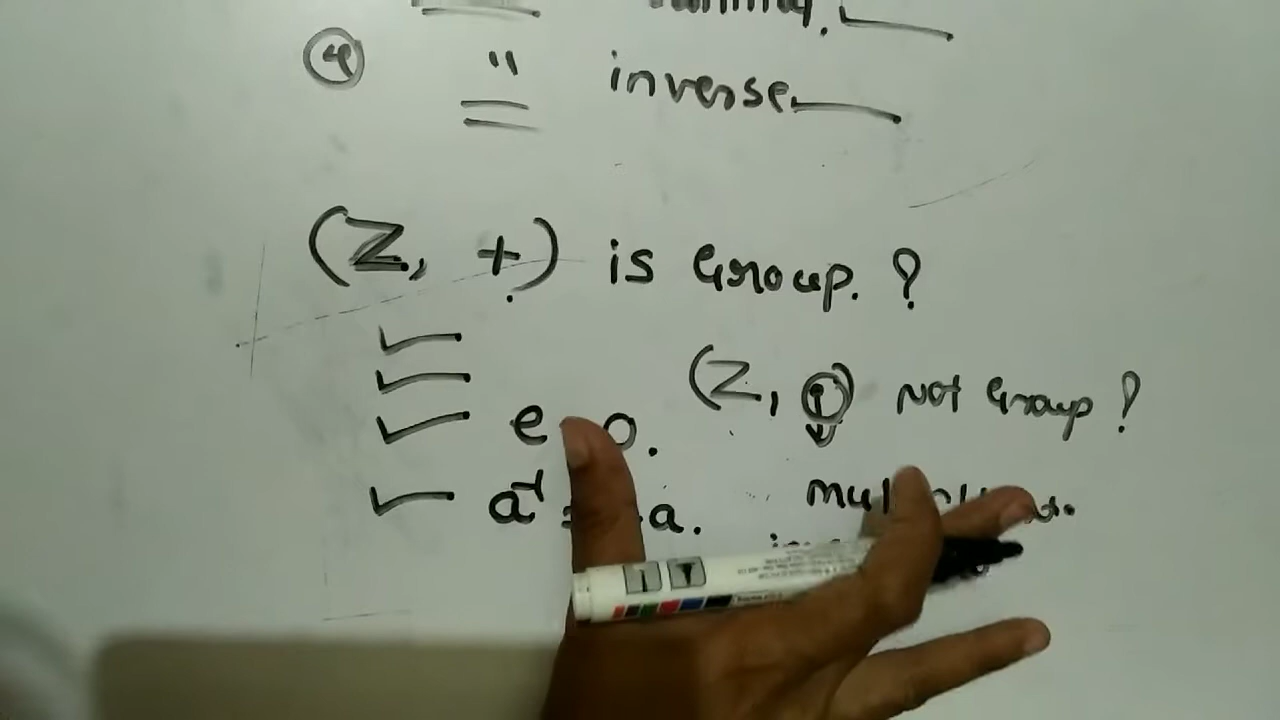 ④ " inverse
(Z, +) is Group. ?
(Z, ·) Not Group ?
e 0.
a⁻¹ = a.